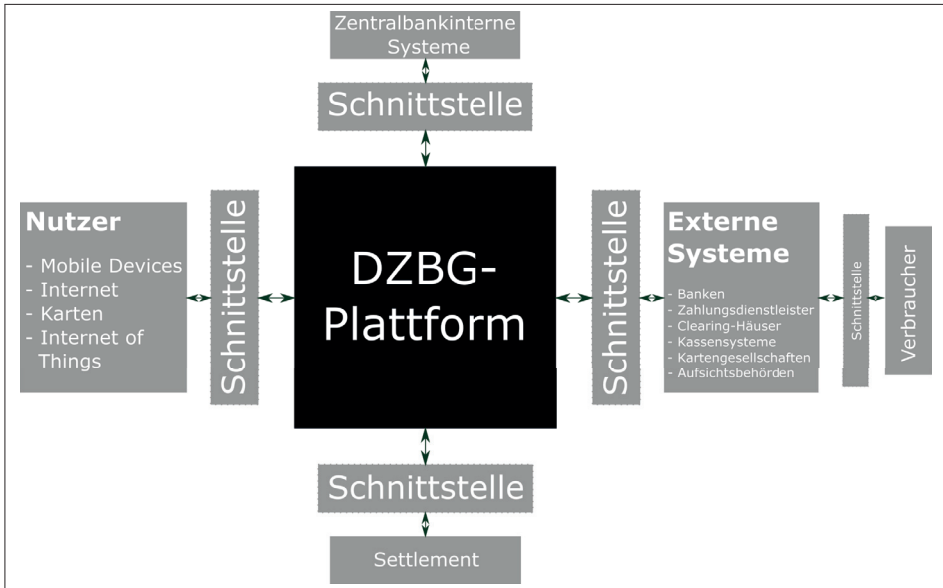 Zentralbankinterne
Systeme
Schnittstelle
Nutzer
- Mobile Devices
- Internet
- Karten
- Internet of
Things
Schnittstelle
DZBG-
Plattform
Schnittstelle
Externe
Systeme
- Banken
- Zahlungsdienstleister
- Clearing-Häuser
- Kassensysteme
- Kartengesellschaften
- Aufsichtsbehörden
Schnittstelle
Verbraucher
Schnittstelle
Settlement